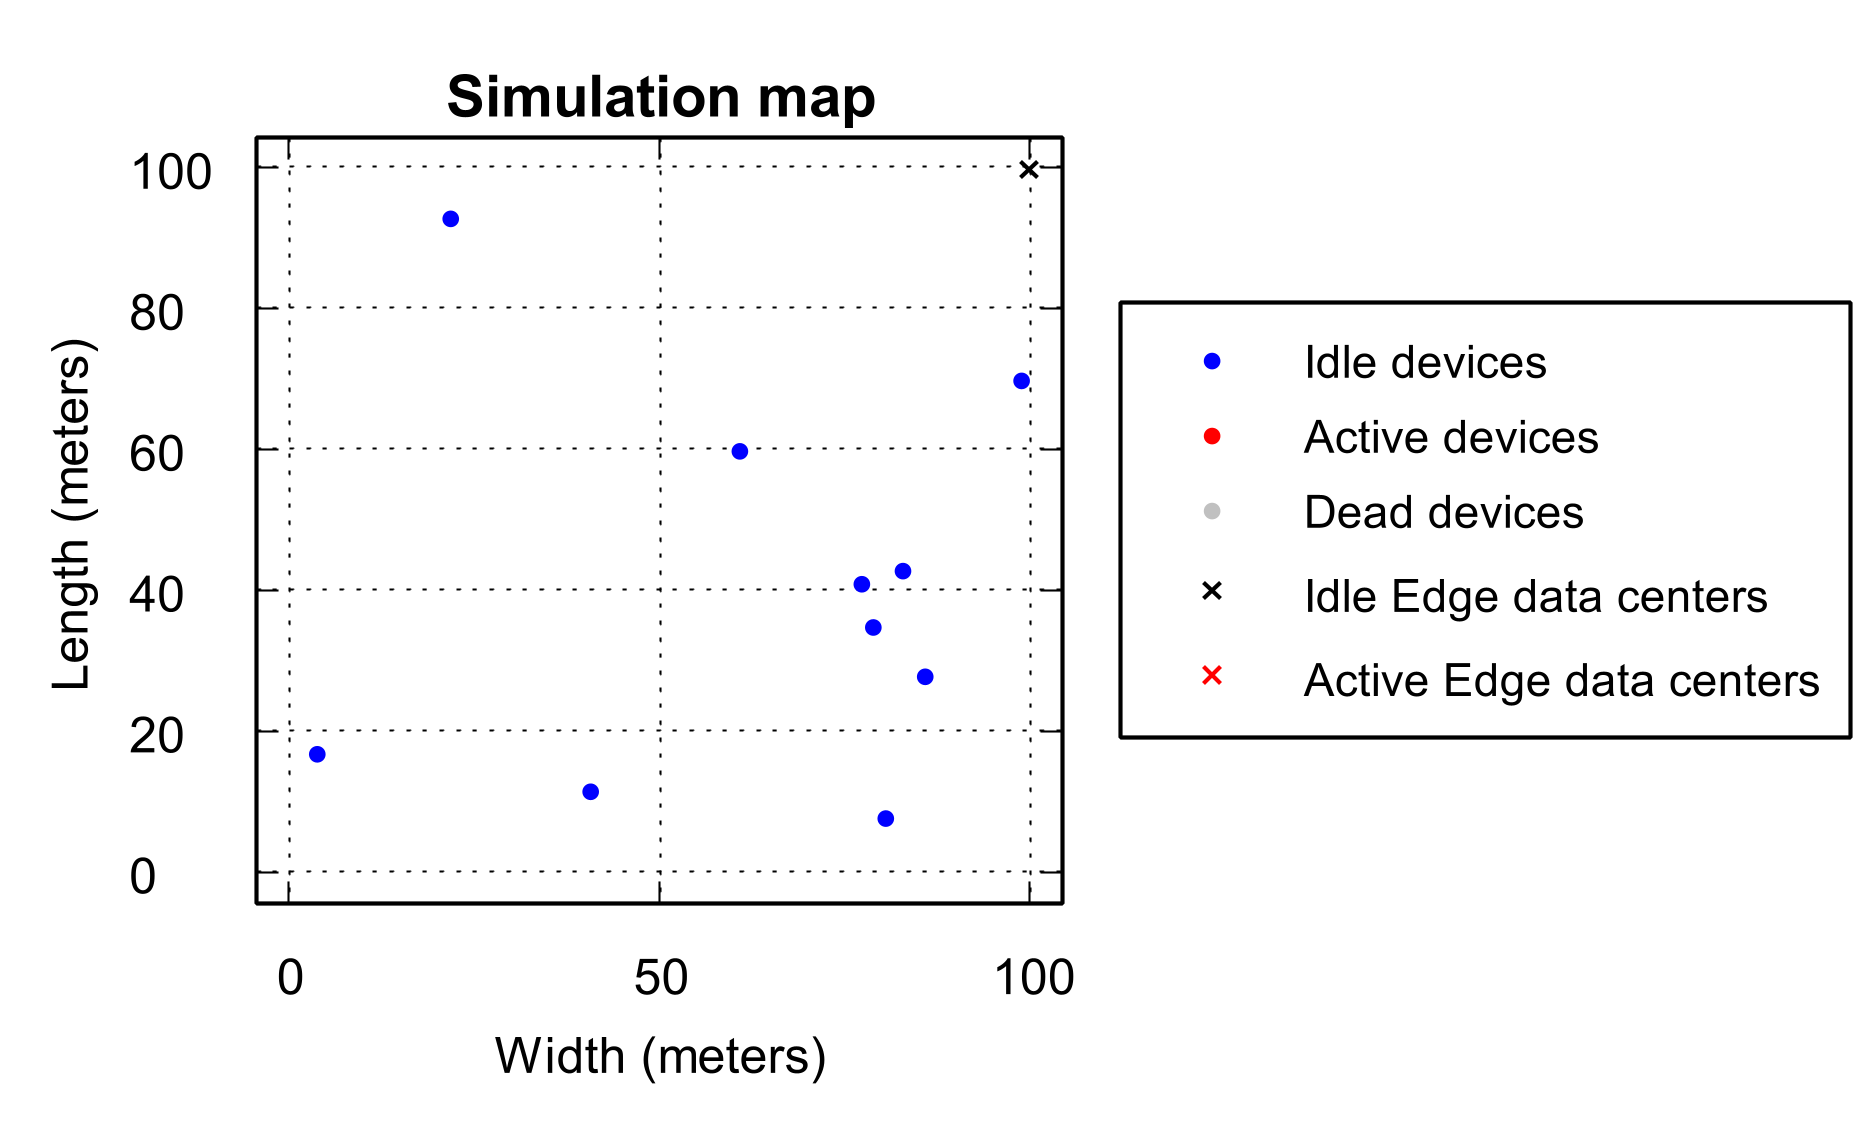 Simulation map
100
80
60
40
20
0
Length (meters)
0 50 100
Width (meters)
Idle devices
Active devices
Dead devices
Idle Edge data centers
Active Edge data centers